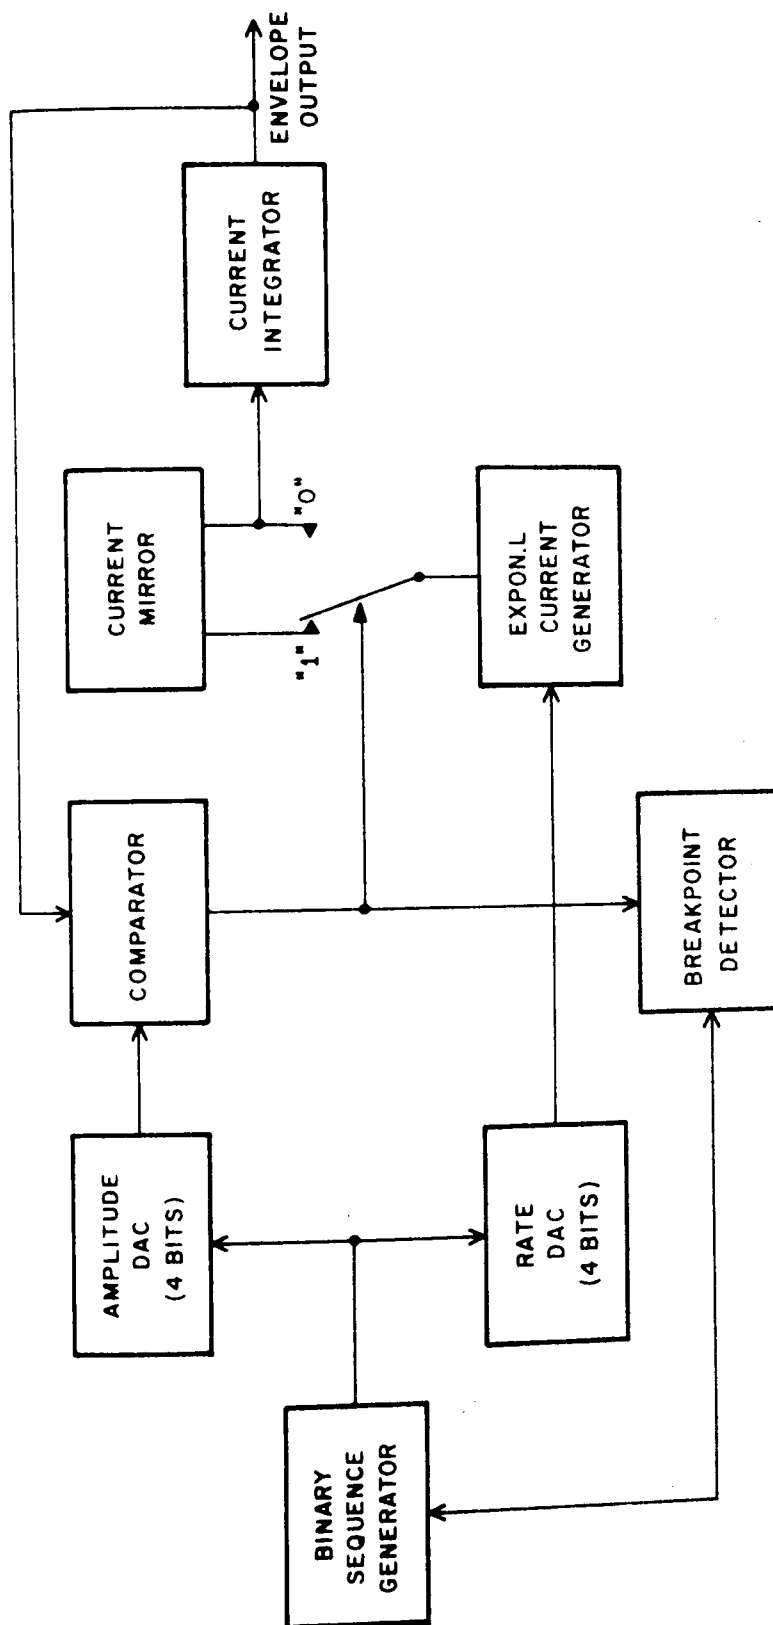 BINARY
SEQUENCE
GENERATOR
AMPLITUDE
DAC
(4 BITS)
RATE
DAC
(4 BITS)
COMPARATOR
BREAKPOINT
DETECTOR
CURRENT
MIRROR
"1"
"0"
EXPON.L
CURRENT
GENERATOR
CURRENT
INTEGRATOR
ENVELOPE
OUTPUT